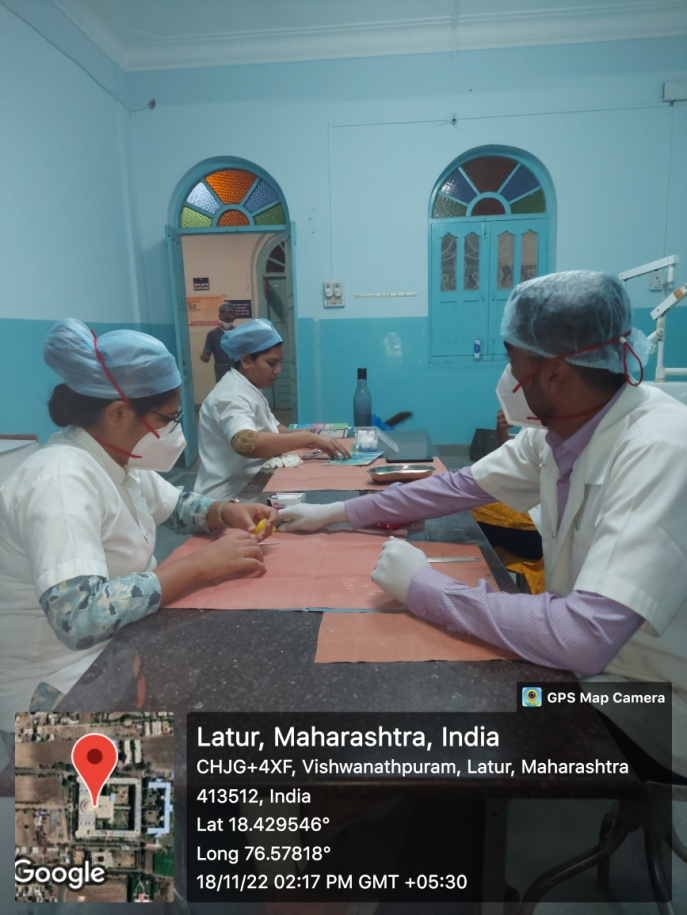 GPS Map Camera
Latur, Maharashtra, India
CHJG+4XF, Vishwanathpuram, Latur, Maharashtra
413512, India
Lat 18.429546°
Long 76.57818°
18/11/22 02:17 PM GMT +05:30
Google